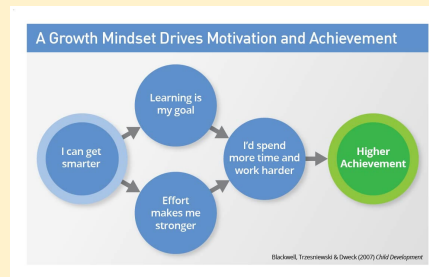 A Growth Mindset Drives Motivation and Achievement
Learning is
my goal
I can get
smarter
I'd spend
more time and
work harder
Higher
Achievement
Effort
makes me
stronger
Blackwell, Trzesniewski & Dweck (2007) Child Development